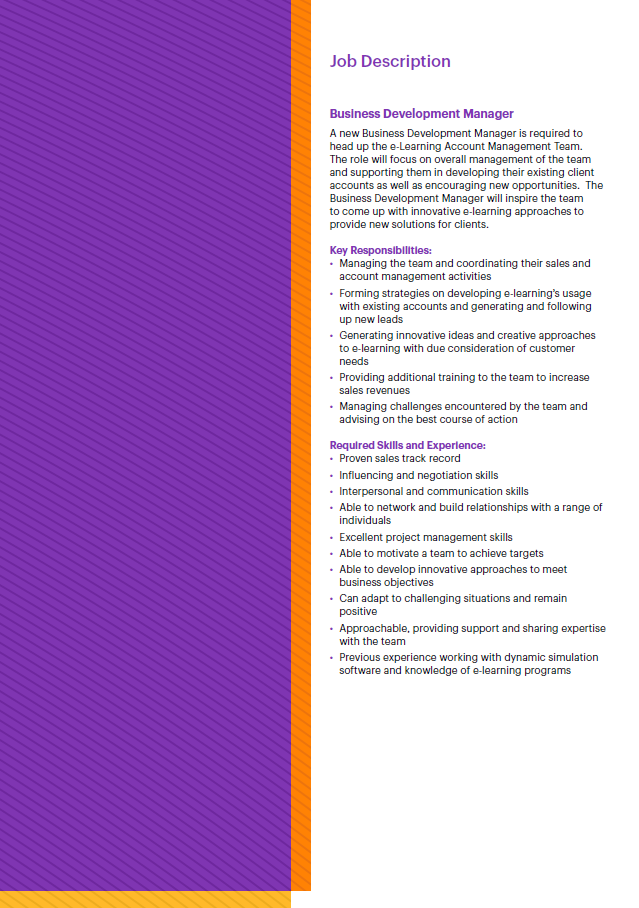 Job Description
Business Development Manager
A new Business Development Manager is required to
head up the e-Learning Account Management Team.
The role will focus on overall management of the team
and supporting them in developing their existing client
accounts as well as encouraging new opportunities.  The
Business Development Manager will inspire the team
to come up with innovative e-learning approaches to
provide new solutions for clients.
Key Responsibilities:
• Managing the team and coordinating their sales and
account management activities
• Forming strategies on developing e-learning's usage
with existing accounts and generating and following
up new leads
• Generating innovative ideas and creative approaches
to e-learning with due consideration of customer
needs
• Providing additional training to the team to increase
sales revenues
• Managing challenges encountered by the team and
advising on the best course of action
Required Skills and Experience:
• Proven sales track record
• Influencing and negotiation skills
• Interpersonal and communication skills
• Able to network and build relationships with a range of
individuals
• Excellent project management skills
• Able to motivate a team to achieve targets
• Able to develop innovative approaches to meet
business objectives
• Can adapt to challenging situations and remain
positive
• Approachable, providing support and sharing expertise
with the team
• Previous experience working with dynamic simulation
software and knowledge of e-learning programs